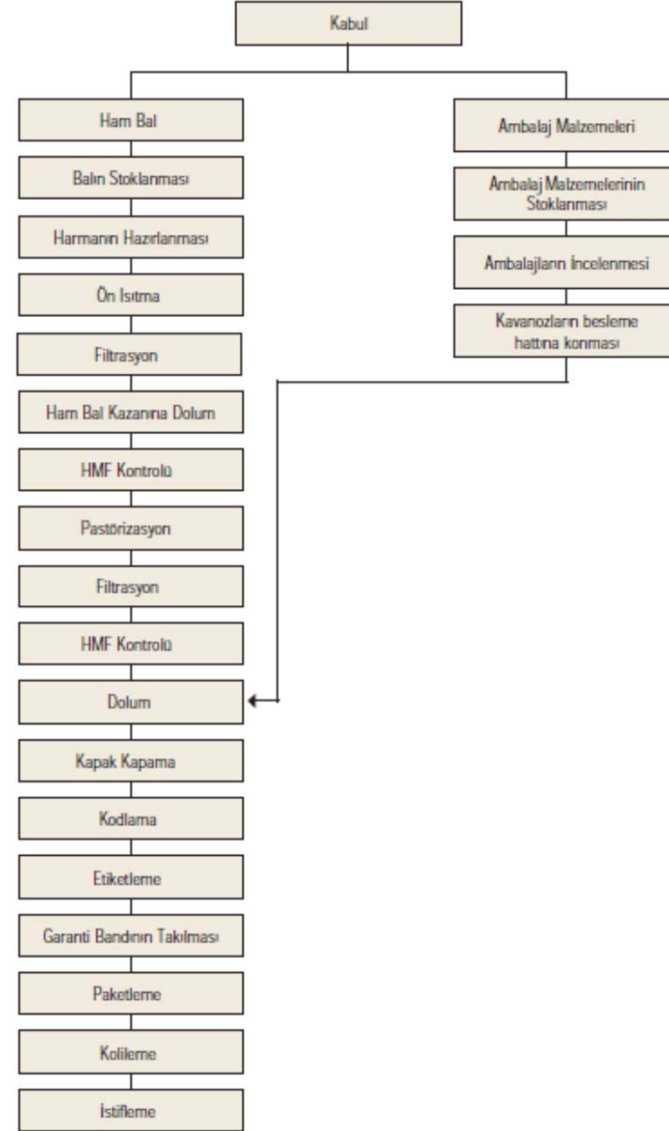 Kabul
Ham Bal
Balın Stoklanması
Harmanın Hazırlanması
Ön Isıtma
Filtrasyon
Ham Bal Kazanına Dolum
HMF Kontrolü
Pastörizasyon
Filtrasyon
HMF Kontrolü
Dolum
Kapak Kapama
Kodlama
Etiketleme
Garanti Bandının Takılması
Paketleme
Kolileme
İstifleme
Ambalaj Malzemeleri
Ambalaj Malzemelerinin
Stoklanması
Ambalajların İncelenmesi
Kavanozların besleme
hattına konması